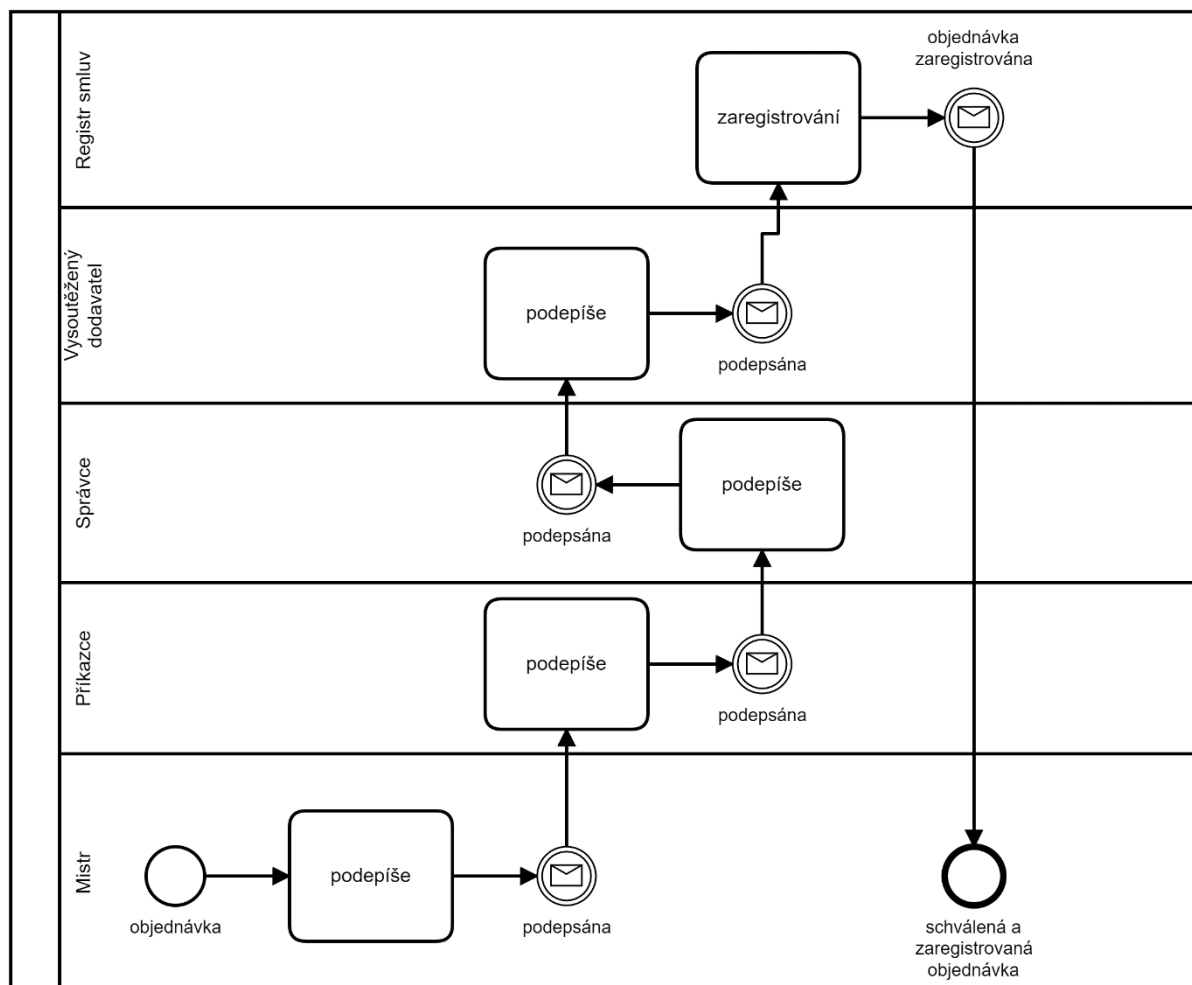 Registr smluv
zaregistrování
objednávka
zaregistrována
Vysoutěžený
dodavatel
podepíše
podepsána
Správce
podepsána
podepíše
Příkazce
podepíše
podepsána
Mistr
objednávka
podepíše
podepsána
schválená a
zaregistrovaná
objednávka